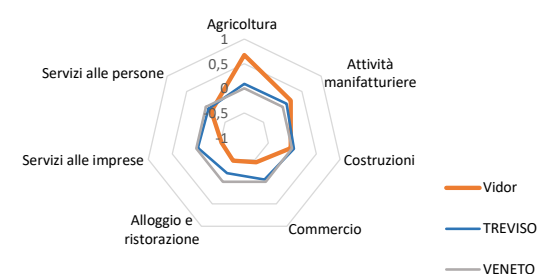 Agricoltura
1
0,5
0
0,5
-1
Attività
manifatturiere
Costruzioni
Commercio
Alloggio e
ristorazione
Servizi alle imprese
Servizi alle persone
Vidor
TREVISO
VENETO